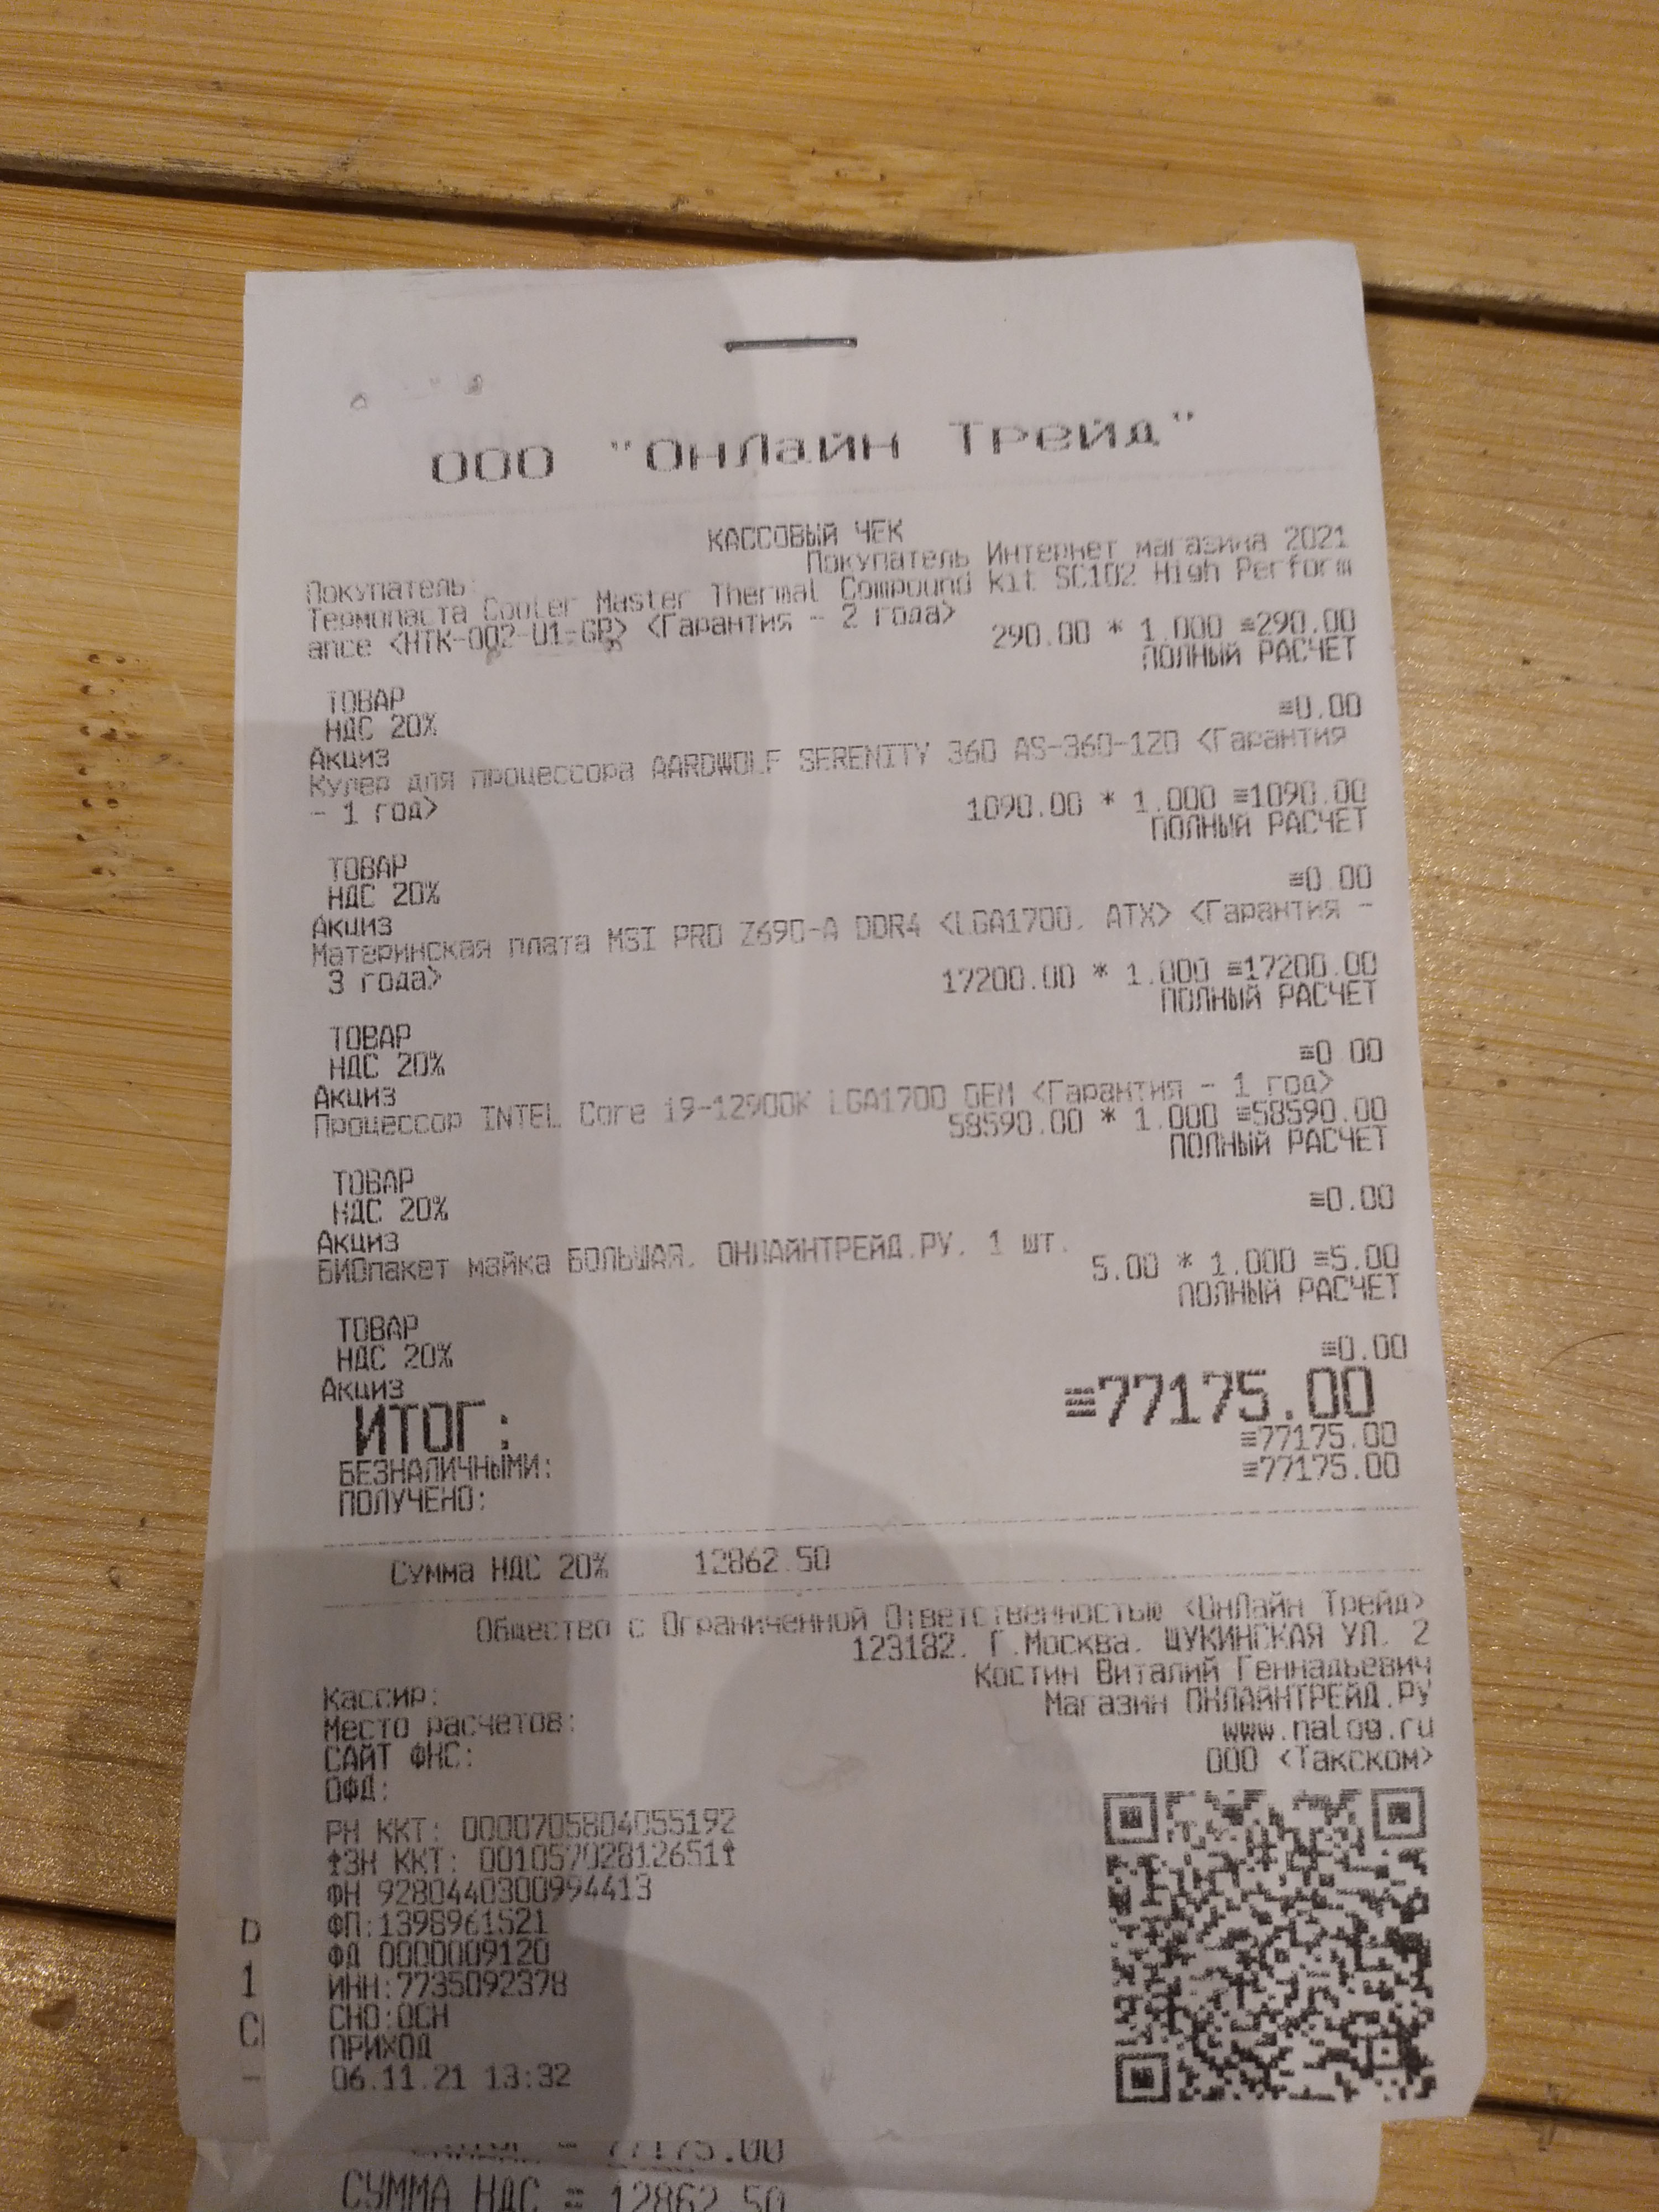 ООО "ОнЛайн Трейд"
КАССОВЫЙ ЧЕК
Покупатель: Покупатель Интернет магазина 2021
Термопаста Cooler Master Thermal Compound kit SC102 High Perform
ance <HTK-002-U1-GP> <Гарантия - 2 года>
290.00 * 1.000 ≡290.00
ПОЛНЫЙ РАСЧЕТ
ТОВАР
НДС 20%
Акциз ≡0.00
Кулер для процессора AARDWOLF SERENITY 360 AS-360-120 <Гарантия
- 1 год>
1090.00 * 1.000 ≡1090.00
ПОЛНЫЙ РАСЧЕТ
ТОВАР
НДС 20%
Акциз ≡0.00
Материнская плата MSI PRO Z690-A DDR4 <LGA1700, ATX> <Гарантия -
3 года>
17200.00 * 1.000 ≡17200.00
ПОЛНЫЙ РАСЧЕТ
ТОВАР
НДС 20%
Акциз ≡0.00
Процессор INTEL Core i9-12900K LGA1700 OEM <Гарантия - 1 год>
58590.00 * 1.000 ≡58590.00
ПОЛНЫЙ РАСЧЕТ
ТОВАР
НДС 20%
Акциз ≡0.00
БИОпакет майка БОЛЬШАЯ, ОНЛАЙНТРЕЙД.РУ, 1 шт.
5.00 * 1.000 ≡5.00
ПОЛНЫЙ РАСЧЕТ
ТОВАР
НДС 20%
Акциз ≡0.00
ИТОГ: ≡77175.00
БЕЗНАЛИЧНЫМИ: ≡77175.00
ПОЛУЧЕНО: ≡77175.00
Сумма НДС 20% 12862.50
Общество с Ограниченной Ответственностью <ОнЛайн Трейд>
123182, Г.Москва, ЩУКИНСКАЯ УЛ, 2
Кассир: Костин Виталий Геннадьевич
Место расчетов: Магазин ОНЛАЙНТРЕЙД.РУ
САЙТ ФНС: www.nalog.ru
ОФД: ООО <Такском>
РН ККТ: 0000705804055192
ЗН ККТ: 00105702812651
ФН 9280440300994413
ФП:1398961521
ФД 0000009120
ИНН:7735092378
СНО:ОСН
ПРИХОД
06.11.21 13:32
= 77175.00
СУММА НДС = 12862.50